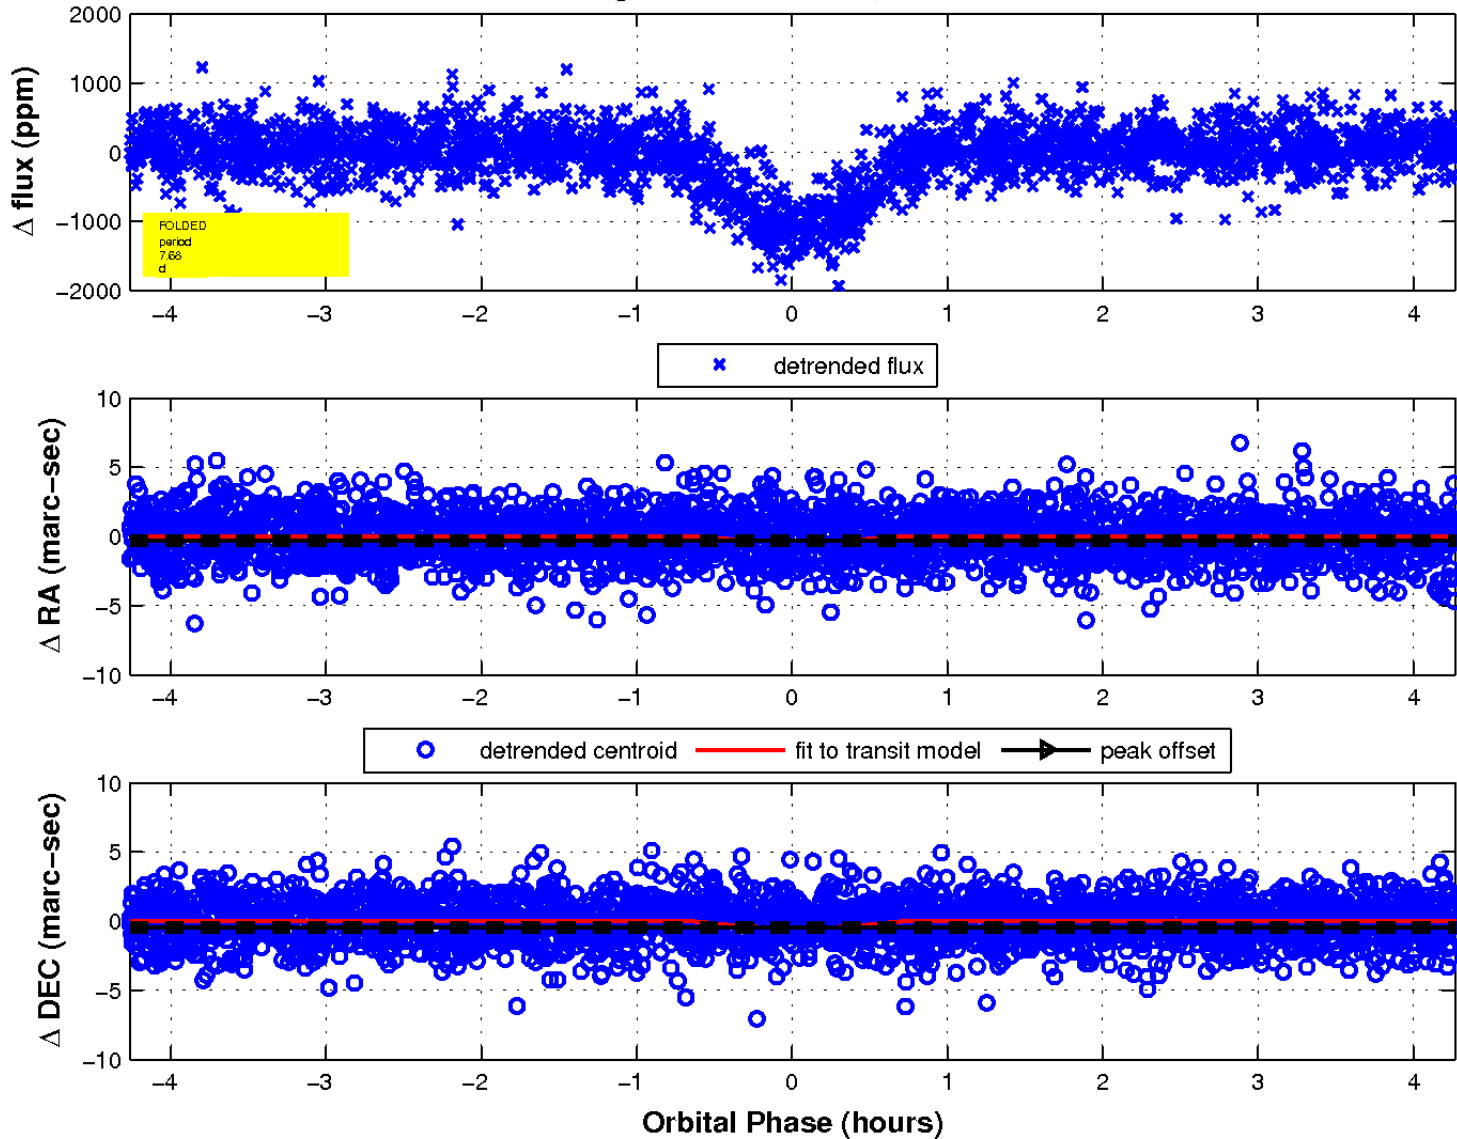 2000
1000
0
−1000
−2000
Δ flux (ppm)
FOLDED
period
7.68
d
−4 −3 −2 −1 0 1 2 3 4
detrended flux
10
5
0
−5
−10
Δ RA (marc−sec)
−4 −3 −2 −1 0 1 2 3 4
detrended centroid fit to transit model peak offset
10
5
0
−5
−10
Δ DEC (marc−sec)
−4 −3 −2 −1 0 1 2 3 4
Orbital Phase (hours)